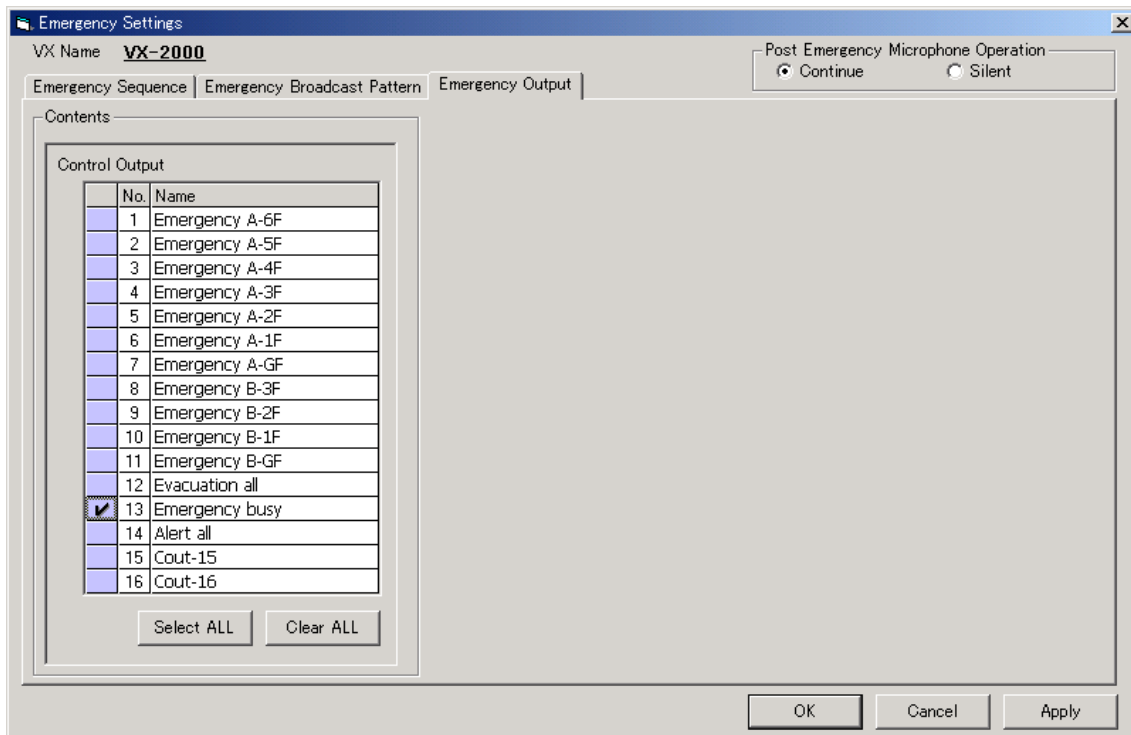 Emergency Settings
VX Name VX-2000
Post Emergency Microphone Operation
Continue Silent
Emergency Sequence Emergency Broadcast Pattern Emergency Output
Contents
Control Output
No. Name
1 Emergency A-6F
2 Emergency A-5F
3 Emergency A-4F
4 Emergency A-3F
5 Emergency A-2F
6 Emergency A-1F
7 Emergency A-GF
8 Emergency B-3F
9 Emergency B-2F
10 Emergency B-1F
11 Emergency B-GF
12 Evacuation all
13 Emergency busy
14 Alert all
15 Cout-15
16 Cout-16
Select ALL Clear ALL
OK Cancel Apply